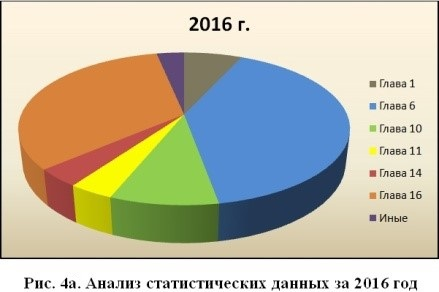 2016 г.
Глава 1
Глава 6
Глава 10
Глава 11
Глава 14
Глава 16
Иные
Рис. 4а. Анализ статистических данных за 2016 год